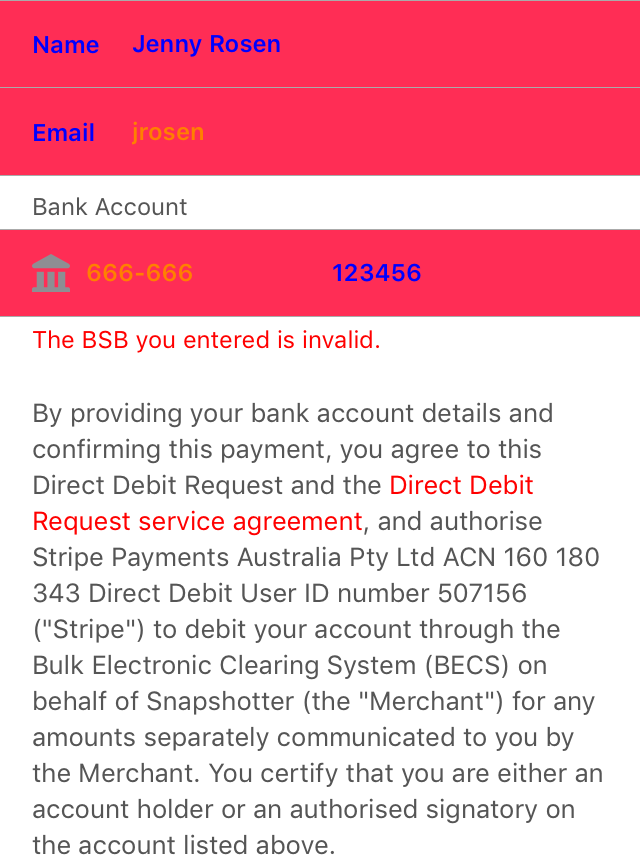 Name Jenny Rosen
Email jrosen
Bank Account
666-666 123456
The BSB you entered is invalid.
By providing your bank account details and
confirming this payment, you agree to this
Direct Debit Request and the Direct Debit
Request service agreement, and authorise
Stripe Payments Australia Pty Ltd ACN 160 180
343 Direct Debit User ID number 507156
("Stripe") to debit your account through the
Bulk Electronic Clearing System (BECS) on
behalf of Snapshotter (the "Merchant") for any
amounts separately communicated to you by
the Merchant. You certify that you are either an
account holder or an authorised signatory on
the account listed above.